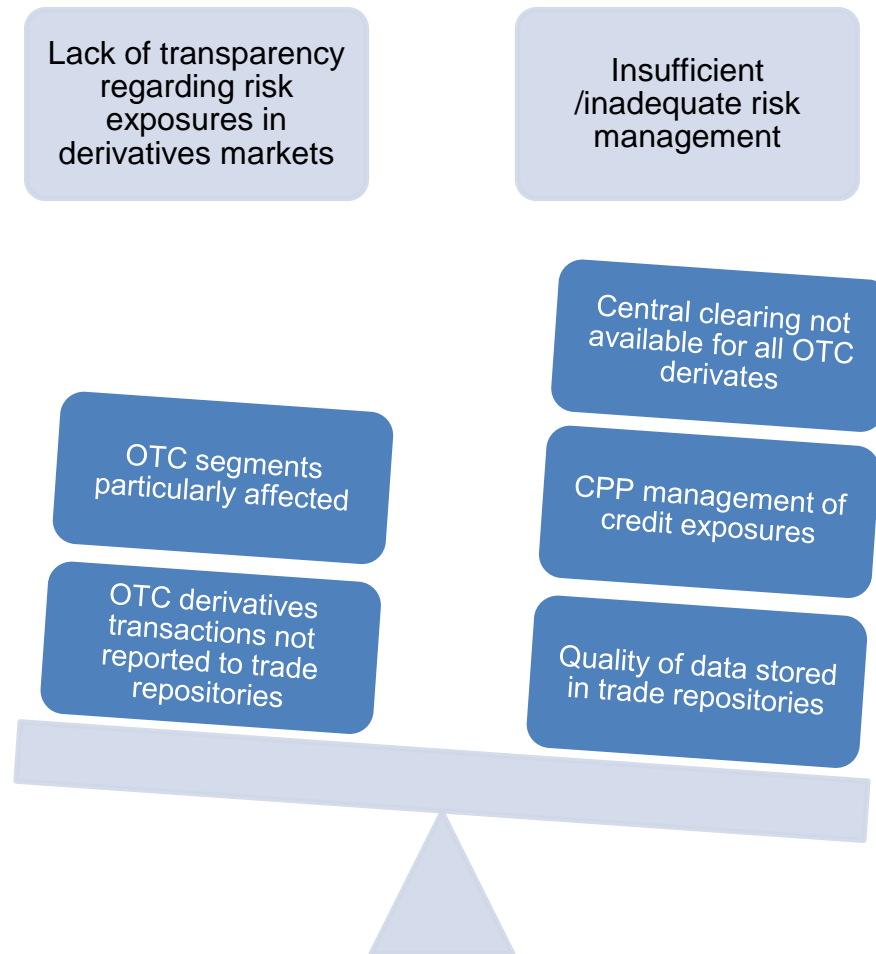 Lack of transparency
regarding risk
exposures in
derivatives markets
Insufficient
/inadequate risk
management
Central clearing not
available for all OTC
derivates
OTC segments
particularly affected
CPP management of
credit exposures
OTC derivatives
transactions not
reported to trade
repositories
Quality of data stored
in trade repositories